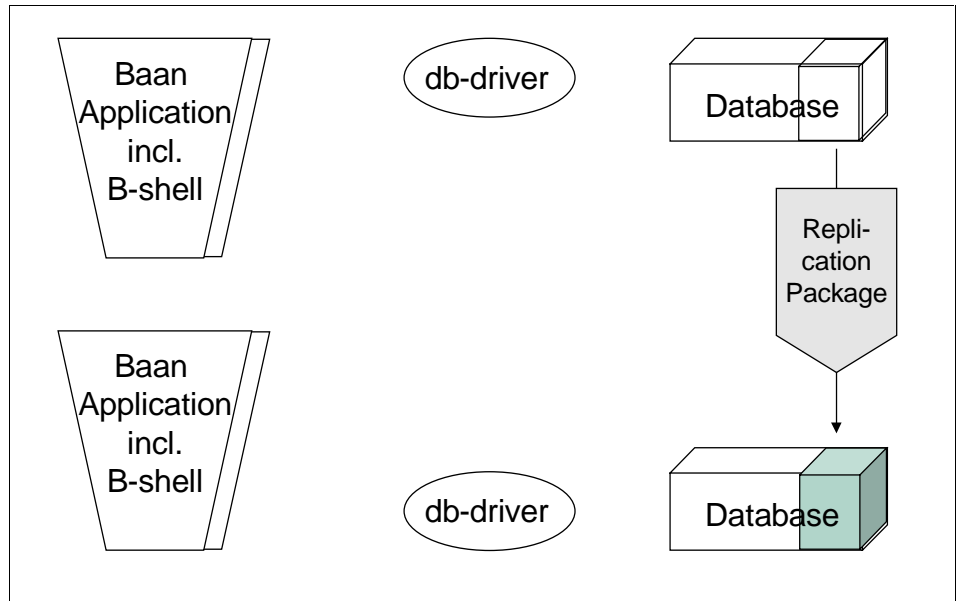 Baan
Application
incl.
B-shell
db-driver
Database
Repli-
cation
Package
Baan
Application
incl.
B-shell
db-driver
Database